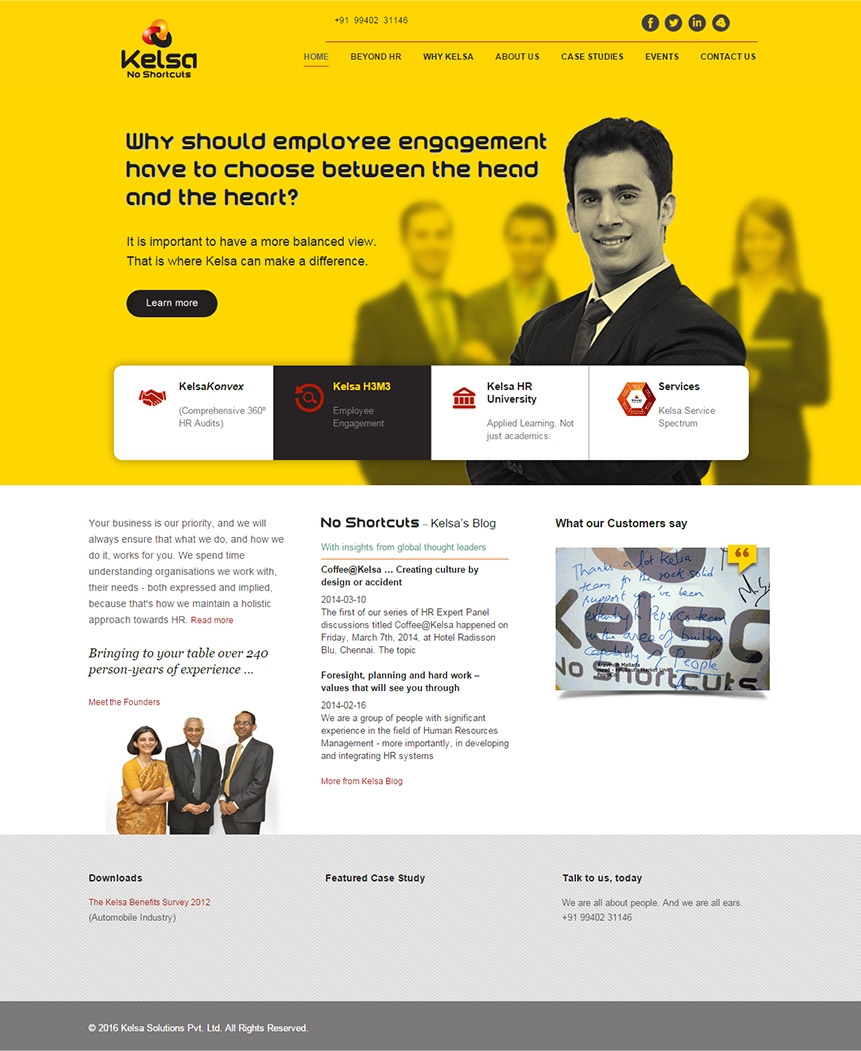 +91 99402 31146
Kelsa
No Shortcuts
HOME BEYOND HR WHY KELSA ABOUT US CASE STUDIES EVENTS CONTACT US
Why should employee engagement
have to choose between the head
and the heart?
It is important to have a more balanced view.
That is where Kelsa can make a difference.
Learn more
KelsaKonvex
(Comprehensive 360º
HR Audits)
Kelsa H3M3
Employee
Engagement
Kelsa HR
University
Applied Learning. Not
just academics.
Services
Kelsa Service
Spectrum
Your business is our priority, and we will
always ensure that what we do, and how we
do it, works for you. We spend time
understanding organisations we work with,
their needs - both expressed and implied,
because that's how we maintain a holistic
approach towards HR. Read more
Bringing to your table over 240
person-years of experience ...
Meet the Founders
No Shortcuts – Kelsa's Blog
With insights from global thought leaders
Coffee@Kelsa ... Creating culture by
design or accident
2014-03-10
The first of our series of HR Expert Panel
discussions titled Coffee@Kelsa happened on
Friday, March 7th, 2014, at Hotel Radisson
Blu, Chennai. The topic
Foresight, planning and hard work –
values that will see you through
2014-02-16
We are a group of people with significant
experience in the field of Human Resources
Management - more importantly, in developing
and integrating HR systems
More from Kelsa Blog
What our Customers say
Thanks a lot Kelsa
team for the rock solid
support you've been
Pepsico team
in the area of building
Capability of People
Kelsa
No Shortcuts
Downloads
The Kelsa Benefits Survey 2012
(Automobile Industry)
Featured Case Study
Talk to us, today
We are all about people. And we are all ears.
+91 99402 31146
© 2016 Kelsa Solutions Pvt. Ltd. All Rights Reserved.